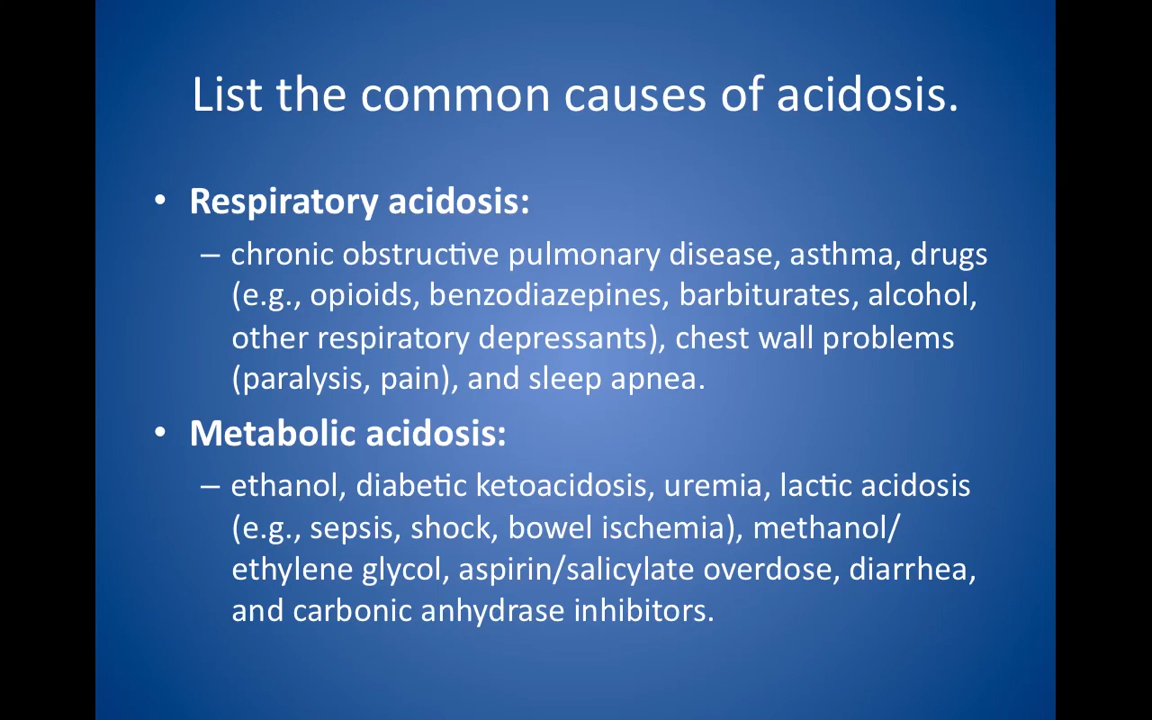 List the common causes of acidosis.
• Respiratory acidosis:
– chronic obstructive pulmonary disease, asthma, drugs
(e.g., opioids, benzodiazepines, barbiturates, alcohol,
other respiratory depressants), chest wall problems
(paralysis, pain), and sleep apnea.
• Metabolic acidosis:
– ethanol, diabetic ketoacidosis, uremia, lactic acidosis
(e.g., sepsis, shock, bowel ischemia), methanol/
ethylene glycol, aspirin/salicylate overdose, diarrhea,
and carbonic anhydrase inhibitors.